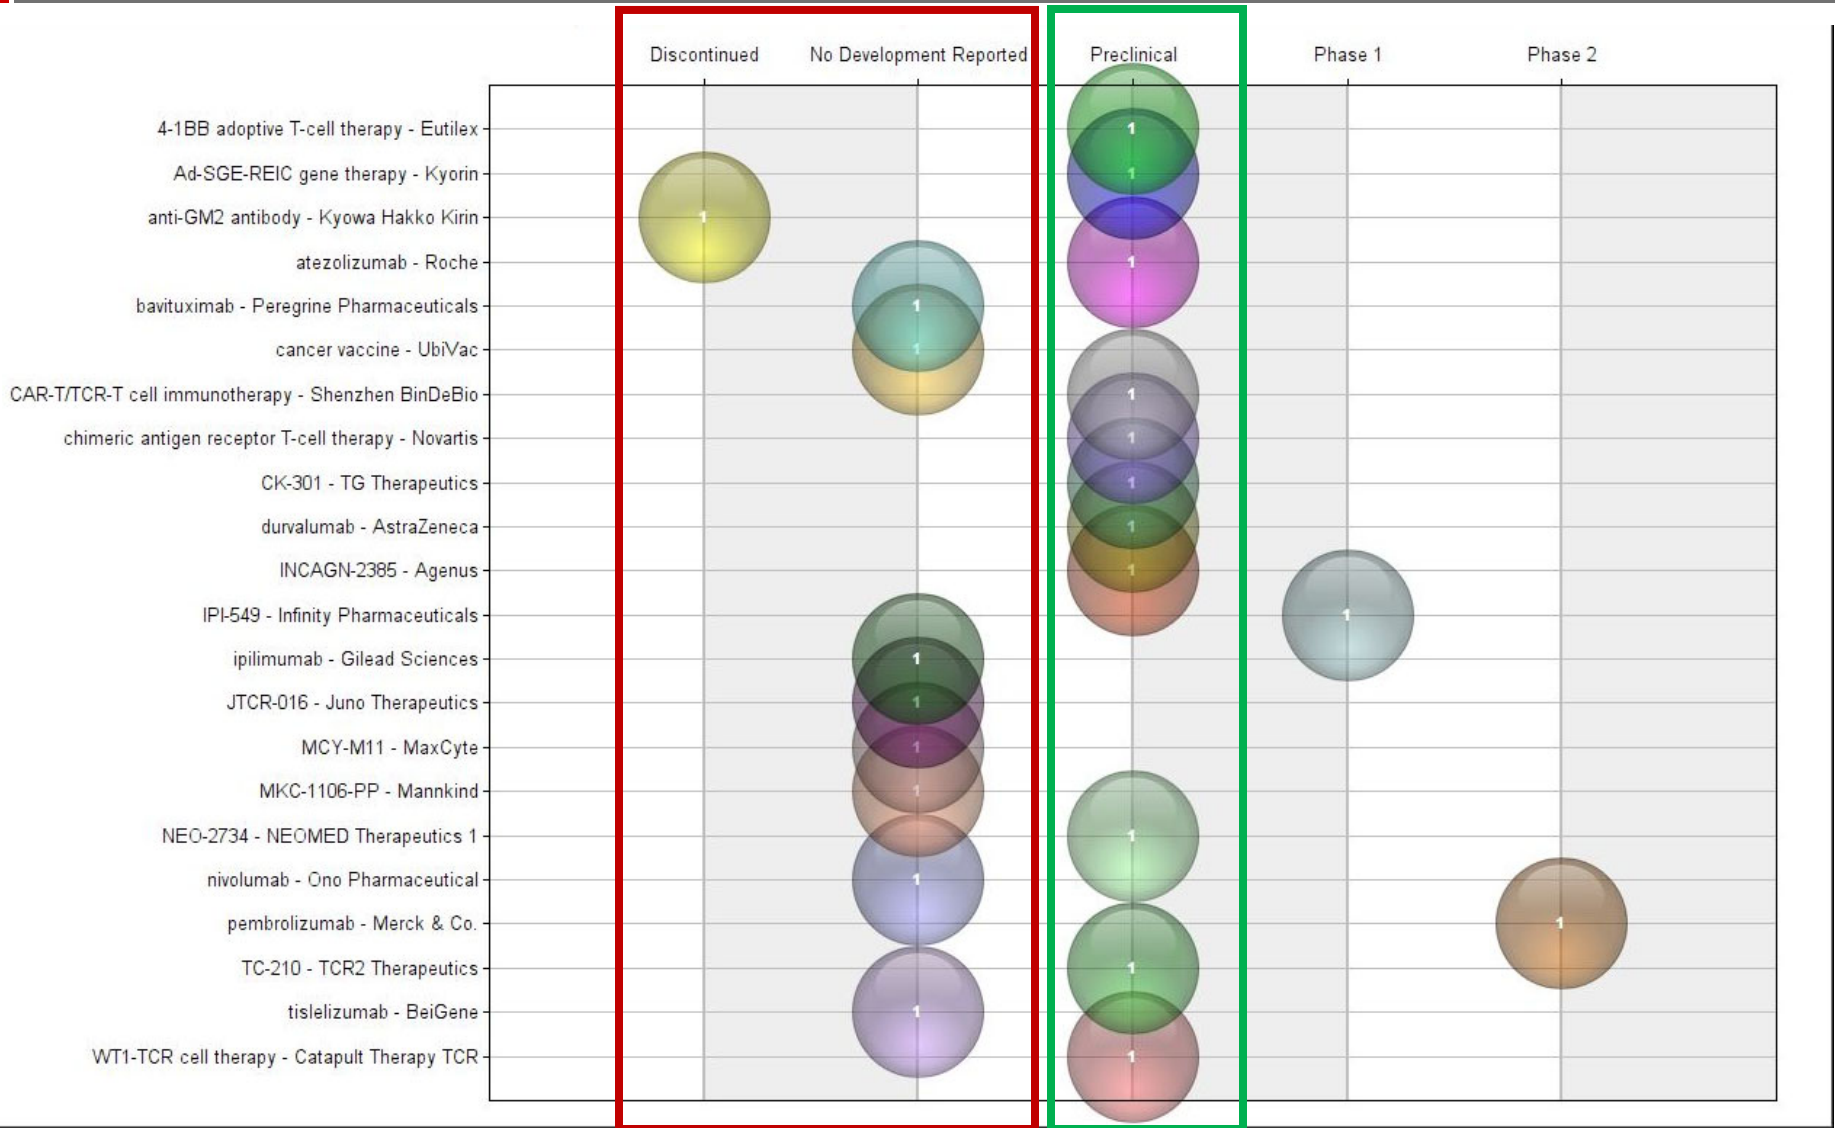 Discontinued No Development Reported Preclinical Phase 1 Phase 2
4-1BB adoptive T-cell therapy - Eutilex 1
Ad-SGE-REIC gene therapy - Kyorin 1
anti-GM2 antibody - Kyowa Hakko Kirin 1
atezolizumab - Roche 1
bavituximab - Peregrine Pharmaceuticals 1
cancer vaccine - UbiVac 1
CAR-T/TCR-T cell immunotherapy - Shenzhen BinDeBio 1
chimeric antigen receptor T-cell therapy - Novartis 1
CK-301 - TG Therapeutics 1
durvalumab - AstraZeneca 1
INCAGN-2385 - Agenus 1
IPI-549 - Infinity Pharmaceuticals 1
ipilimumab - Gilead Sciences 1
JTCR-016 - Juno Therapeutics 1
MCY-M11 - MaxCyte 1
MKC-1106-PP - Mannkind 1
NEO-2734 - NEOMED Therapeutics 1 1
nivolumab - Ono Pharmaceutical 1
pembrolizumab - Merck & Co. 1
TC-210 - TCR2 Therapeutics 1
tislelizumab - BeiGene 1
WT1-TCR cell therapy - Catapult Therapy TCR 1